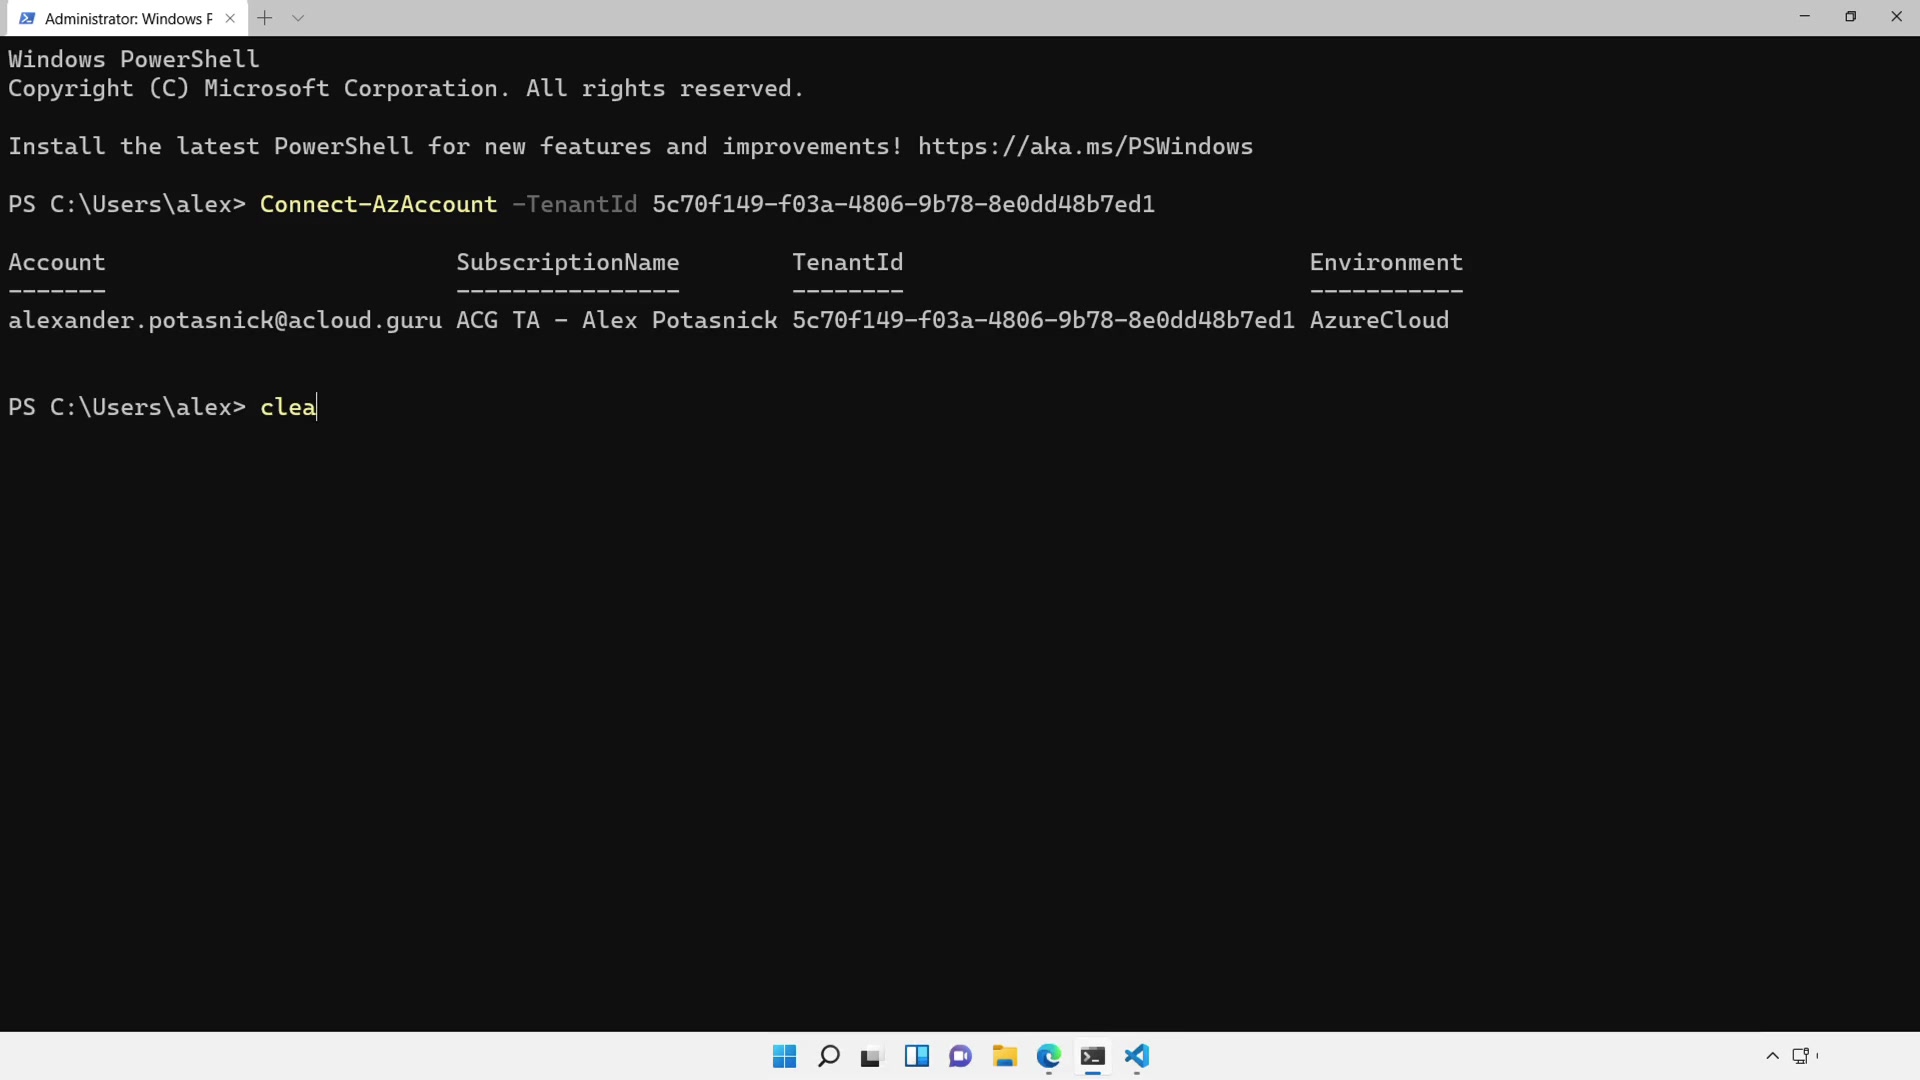 Administrator: Windows P
Windows PowerShell
Copyright (C) Microsoft Corporation. All rights reserved.
Install the latest PowerShell for new features and improvements! https://aka.ms/PSWindows
PS C:\Users\alex> Connect-AzAccount -TenantId 5c70f149-f03a-4806-9b78-8e0dd48b7ed1
Account SubscriptionName TenantId Environment
------- ---------------- -------- -----------
alexander.potasnick@acloud.guru ACG TA - Alex Potasnick 5c70f149-f03a-4806-9b78-8e0dd48b7ed1 AzureCloud
PS C:\Users\alex> clea